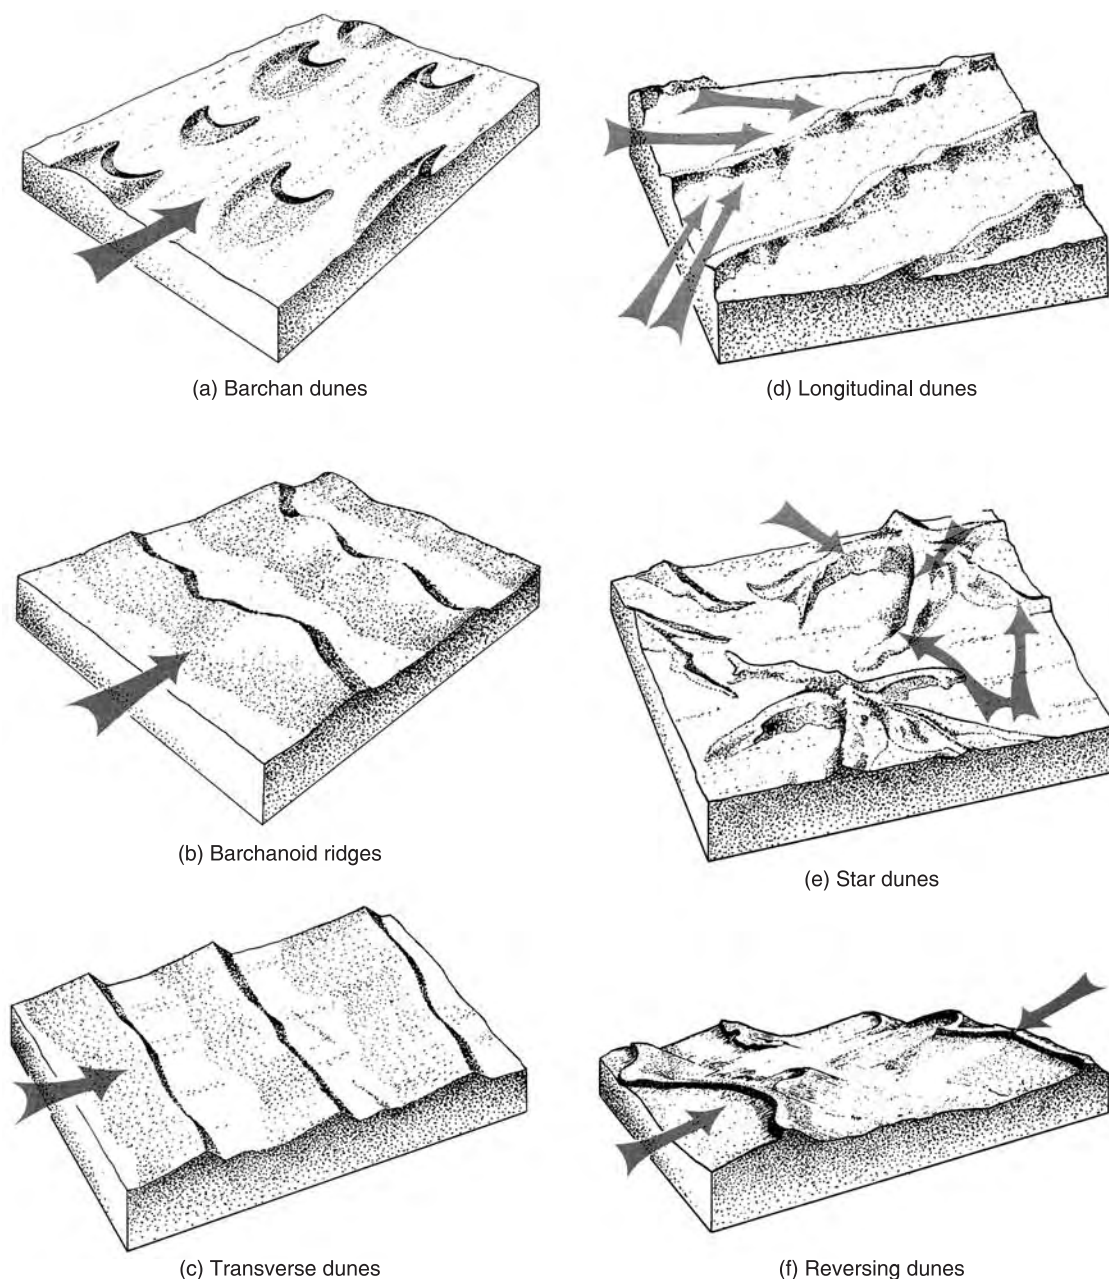 (a) Barchan dunes
(d) Longitudinal dunes
(b) Barchanoid ridges
(e) Star dunes
(c) Transverse dunes
(f) Reversing dunes